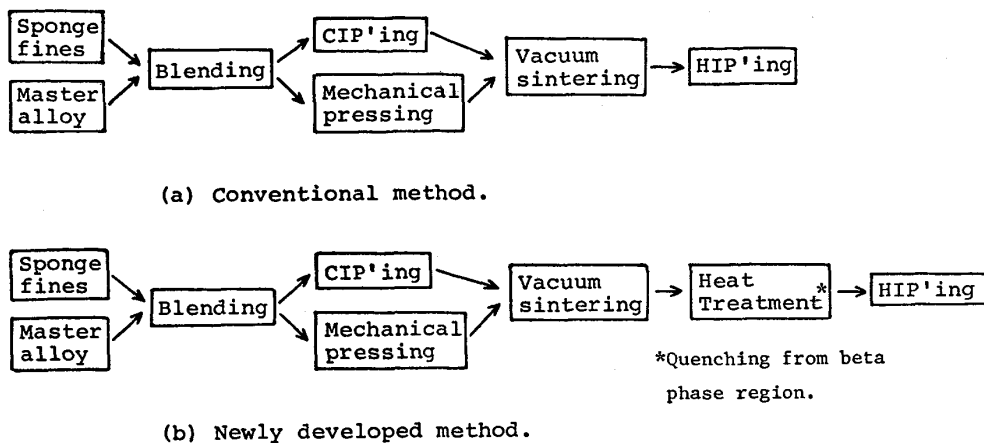 Sponge
fines
Master
alloy
Blending
CIP'ing
Mechanical
pressing
Vacuum
sintering
HIP'ing
(a) Conventional method.
Sponge
fines
Master
alloy
Blending
CIP'ing
Mechanical
pressing
Vacuum
sintering
Heat
Treatment*
HIP'ing
*Quenching from beta
phase region.
(b) Newly developed method.